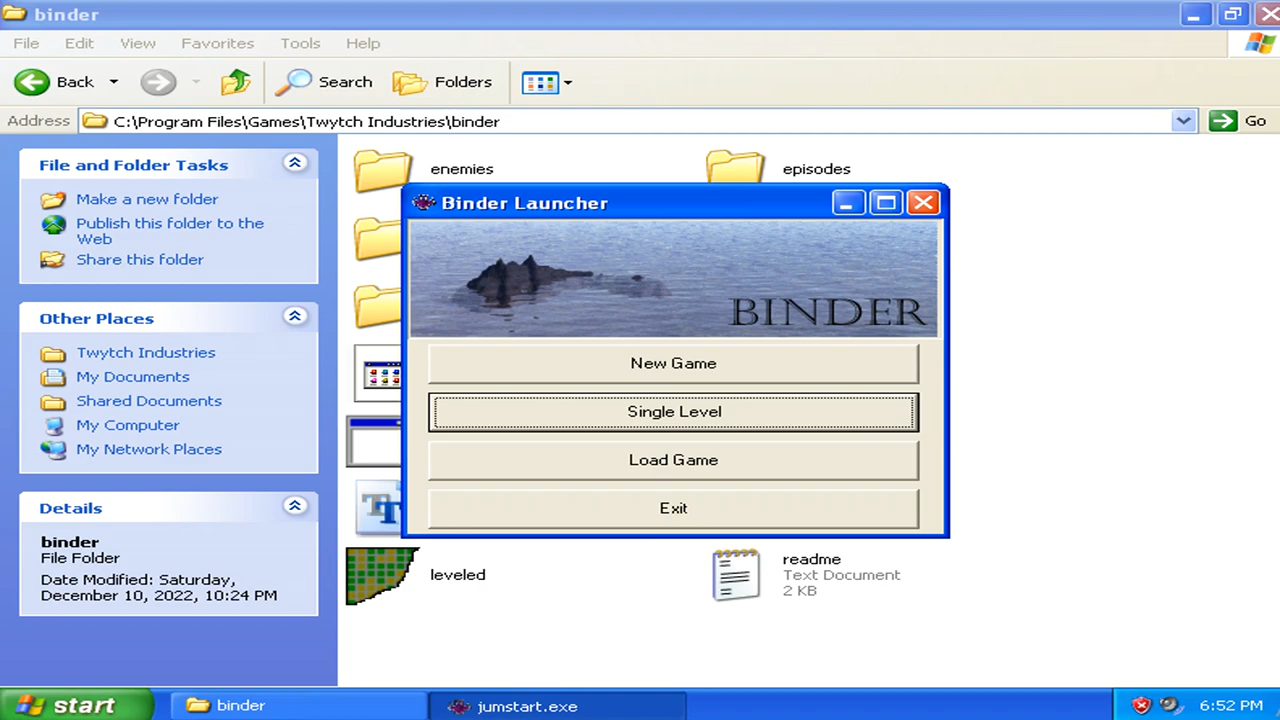 binder
File Edit View Favorites Tools Help
Back Search Folders
Address C:\Program Files\Games\Twytch Industries\binder Go
File and Folder Tasks
Make a new folder
Publish this folder to the
Web
Share this folder
Other Places
Twytch Industries
My Documents
Shared Documents
My Computer
My Network Places
Details
binder
File Folder
Date Modified: Saturday,
December 10, 2022, 10:24 PM
enemies episodes
Binder Launcher
BINDER
New Game
Single Level
Load Game
Exit
leveled
readme
Text Document
2 KB
start binder jumstart.exe 6:52 PM